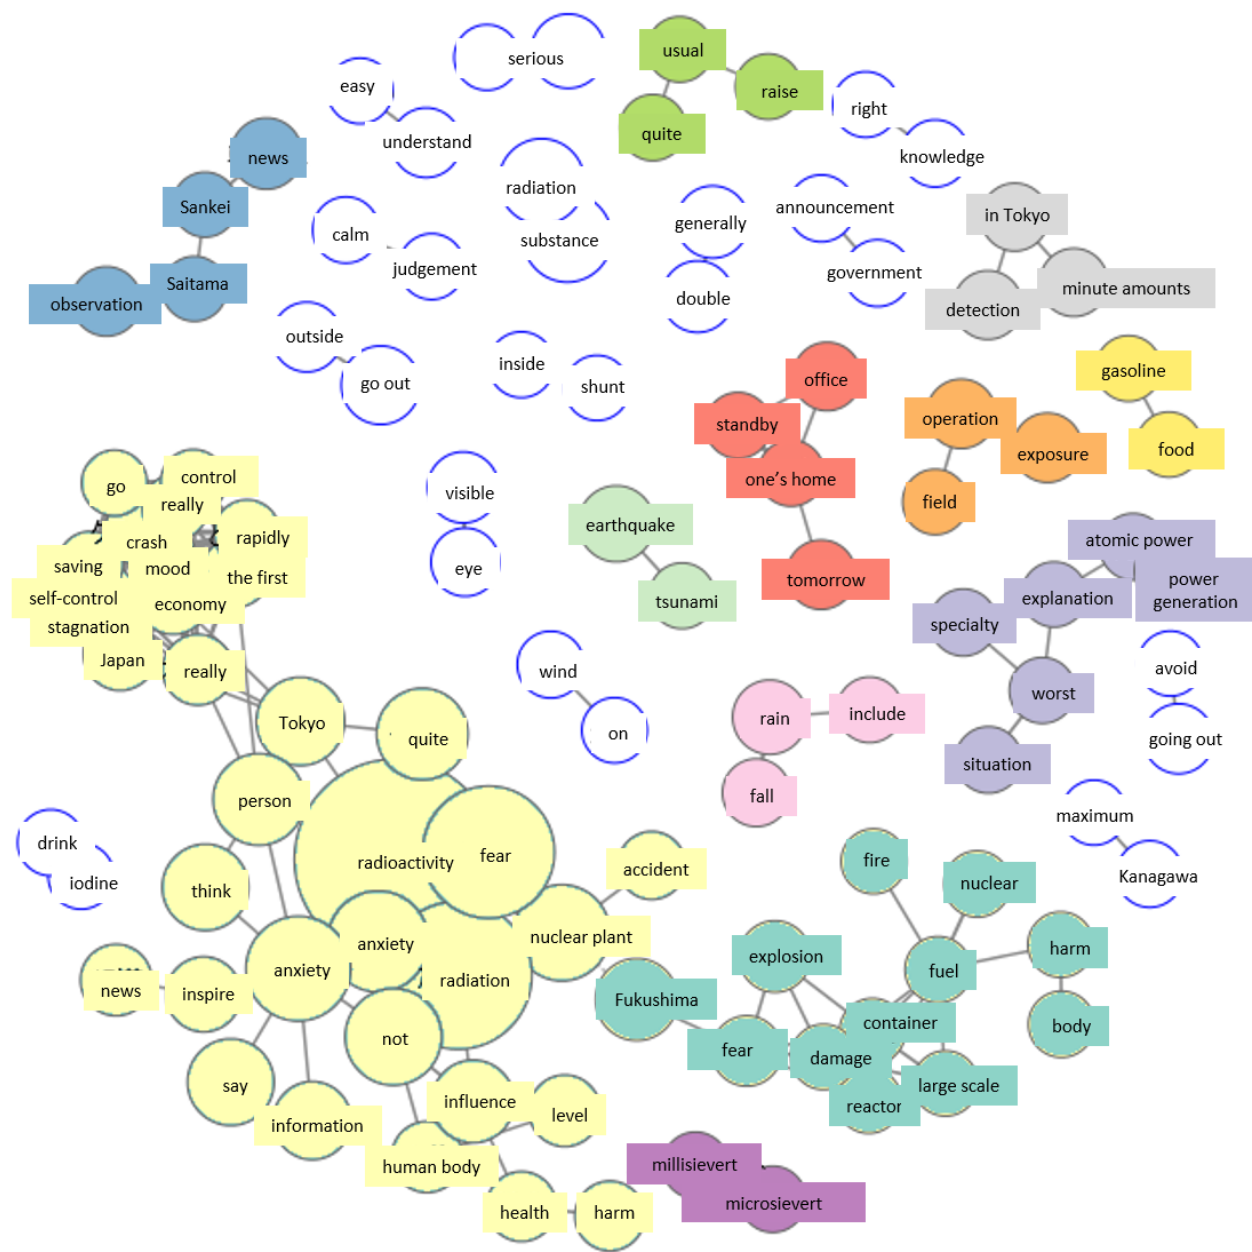 serious
usual
easy
raise
right
understand
quite
news
knowledge
radiation
Sankei
calm
substance
generally
announcement
in Tokyo
judgement
government
Saitama
observation
double
minute amounts
detection
outside
go out
inside
shunt
office
gasoline
standby
operation
one's home
exposure
food
field
go
control
really
crash
rapidly
saving
mood
the first
self-control
economy
stagnation
Japan
really
visible
eye
earthquake
tsunami
tomorrow
atomic power
power
generation
explanation
specialty
worst
situation
avoid
going out
wind
on
rain
include
fall
Tokyo
quite
person
radioactivity
fear
accident
drink
iodine
think
maximum
Kanagawa
fire
nuclear
anxiety
nuclear plant
anxiety
radiation
news
inspire
explosion
fuel
harm
Fukushima
container
body
not
fear
damage
large scale
reactor
say
influence
level
information
human body
millisievert
microsievert
health
harm